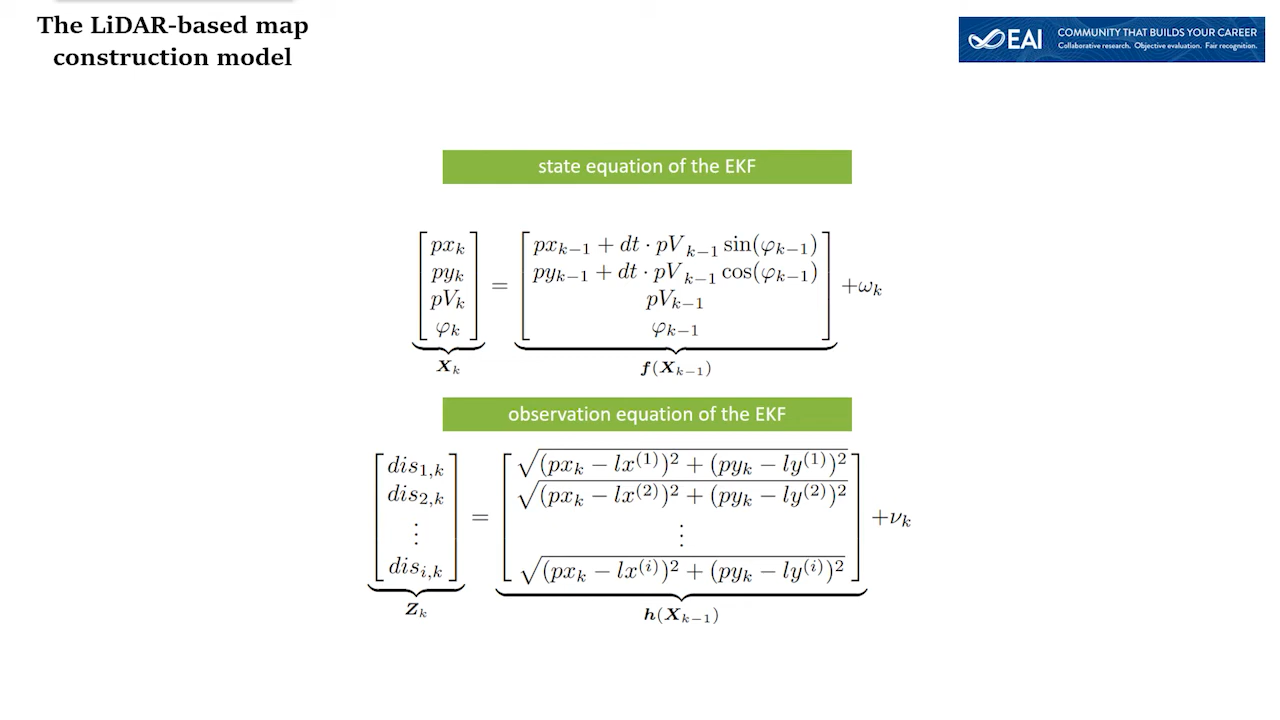 The LiDAR-based map
construction model
EAI
COMMUNITY THAT BUILDS YOUR CAREER
Collaborative research. Objective evaluation. Fair recognition.
state equation of the EKF
[px_k; py_k; pV_k; φ_k] = [px_{k−1} + dt · pV_{k−1} sin(φ_{k−1}); py_{k−1} + dt · pV_{k−1} cos(φ_{k−1}); pV_{k−1}; φ_{k−1}] +ω_k
X_k f(X_{k−1})
observation equation of the EKF
[dis_{1,k}; dis_{2,k}; ⋮; dis_{i,k}] = [√((px_k − lx^{(1)})² + (py_k − ly^{(1)})²); √((px_k − lx^{(2)})² + (py_k − ly^{(2)})²); ⋮; √((px_k − lx^{(i)})² + (py_k − ly^{(i)})²)] +ν_k
Z_k h(X_{k−1})